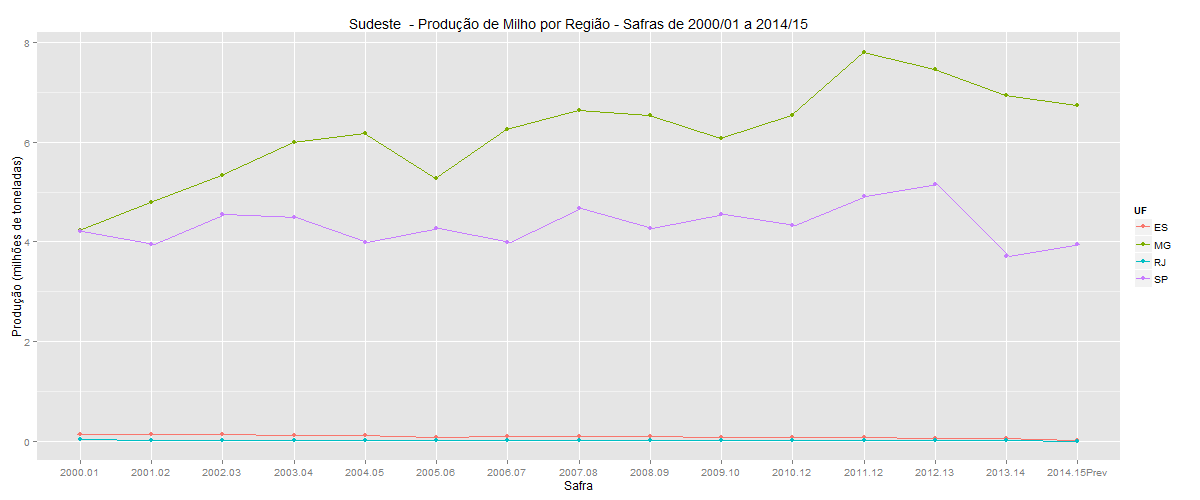 Sudeste - Produção de Milho por Região - Safras de 2000/01 a 2014/15
Produção (milhões de toneladas)
8
6
4
2
0
2000.01 2001.02 2002.03 2003.04 2004.05 2005.06 2006.07 2007.08 2008.09 2009.10 2010.12 2011.12 2012.13 2013.14 2014.15Prev
Safra
UF
ES
MG
RJ
SP